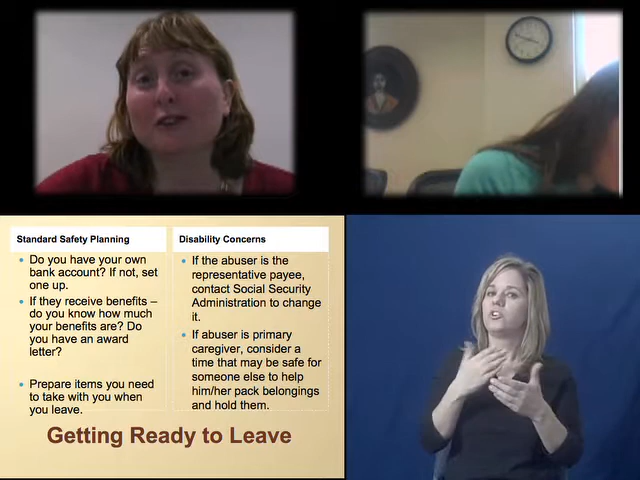 Standard Safety Planning
Do you have your own
bank account? If not, set
one up.
If they receive benefits –
do you know how much
your benefits are? Do
you have an award
letter?
Prepare items you need
to take with you when
you leave.
Disability Concerns
If the abuser is the
representative payee,
contact Social Security
Administration to change
it.
If abuser is primary
caregiver, consider a
time that may be safe for
someone else to help
him/her pack belongings
and hold them.
Getting Ready to Leave